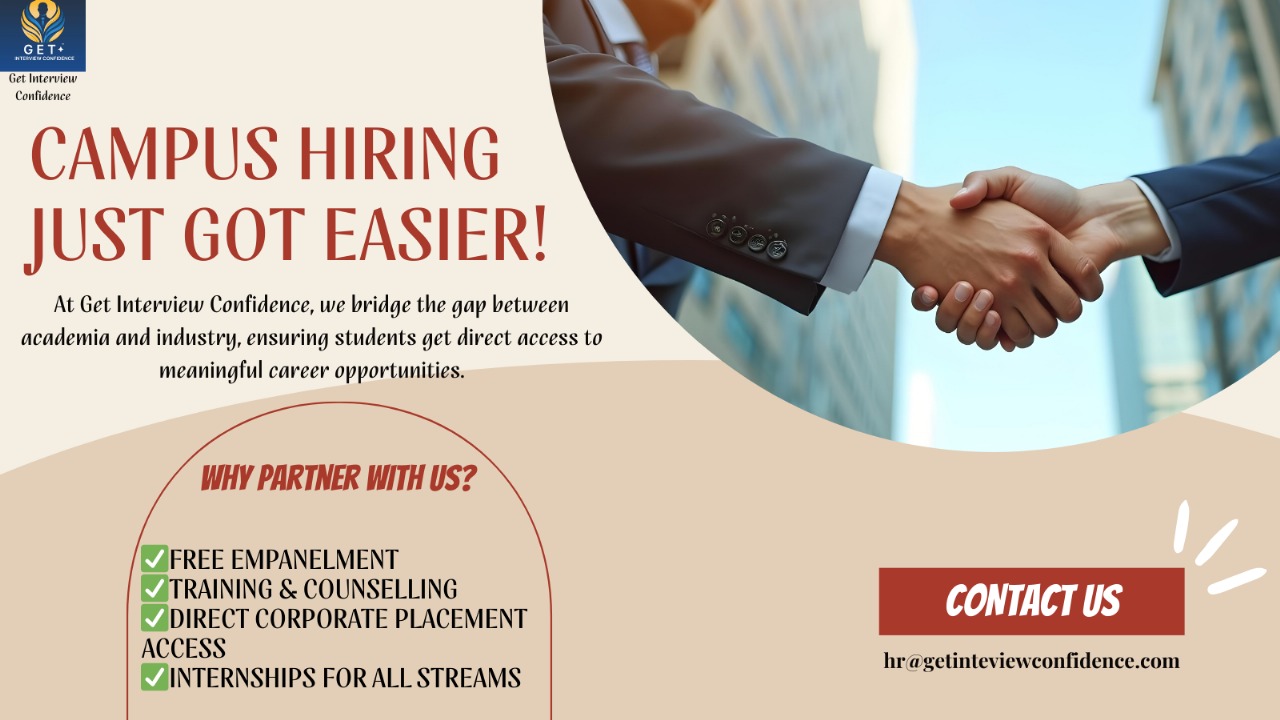 GET
INTERVIEW CONFIDENCE
Get Interview
Confidence
CAMPUS HIRING
JUST GOT EASIER!
At Get Interview Confidence, we bridge the gap between
academia and industry, ensuring students get direct access to
meaningful career opportunities.
WHY PARTNER WITH US?
✅FREE EMPANELMENT
✅TRAINING & COUNSELLING
✅DIRECT CORPORATE PLACEMENT
ACCESS
✅INTERNSHIPS FOR ALL STREAMS
CONTACT US
hr@getinteviewconfidence.com